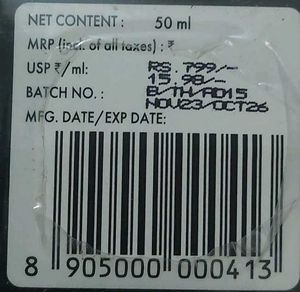 NET CONTENT : 50 ml
MRP (incl. of all taxes) : ₹
USP ₹/ml: RS.799/-
15.98/-
BATCH NO. : B/TH/AD15
NOV23/OCT26
MFG. DATE/EXP DATE:
8 905000 000413